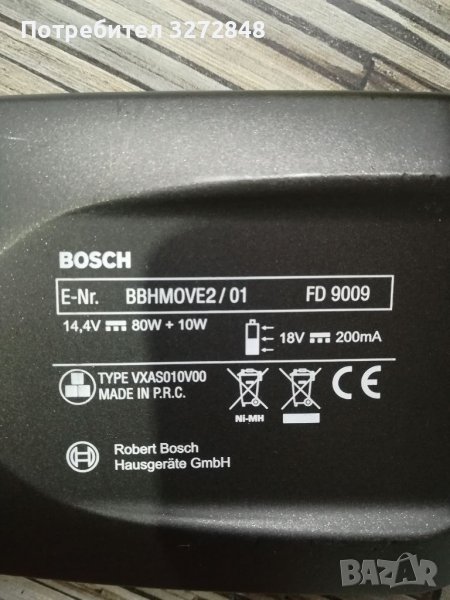 Потребител 3272848
BOSCH
E-Nr. BBHMOVE2 / 01 FD 9009
14,4V 80W + 10W 18V 200mA
TYPE VXAS010V00
MADE IN P.R.C.
Ni-MH
CE
Robert Bosch
Hausgeräte GmbH
BAZAR